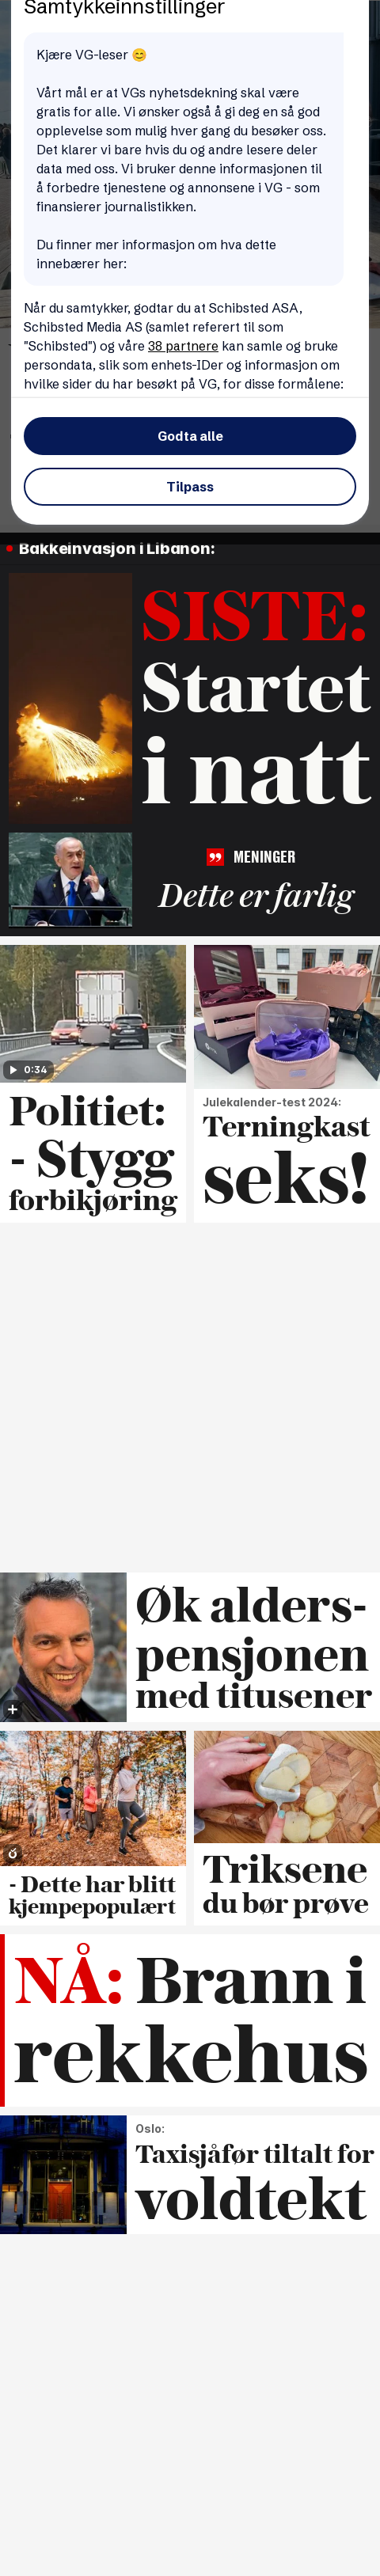 Samtykkeinnstillinger
Kjære VG-leser 😊
Vårt mål er at VGs nyhetsdekning skal være
gratis for alle. Vi ønsker også å gi deg en så god
opplevelse som mulig hver gang du besøker oss.
Det klarer vi bare hvis du og andre lesere deler
data med oss. Vi bruker denne informasjonen til
å forbedre tjenestene og annonsene i VG - som
finansierer journalistikken.
Du finner mer informasjon om hva dette
innebærer her:
Når du samtykker, godtar du at Schibsted ASA,
Schibsted Media AS (samlet referert til som
"Schibsted") og våre 38 partnere kan samle og bruke
persondata, slik som enhets-IDer og informasjon om
hvilke sider du har besøkt på VG, for disse formålene:
Godta alle
Tilpass
Bakkeinvasjon i Libanon:
SISTE:
Startet
i natt
MENINGER
Dette er farlig
0:34
Politiet:
- Stygg
forbikjøring
Julekalender-test 2024:
Terningkast
seks!
Øk alders-
pensjonen
med titusener
- Dette har blitt
kjempepopulært
Triksene
du bør prøve
NÅ: Brann i
rekkehus
Oslo:
Taxisjåfør tiltalt for
voldtekt